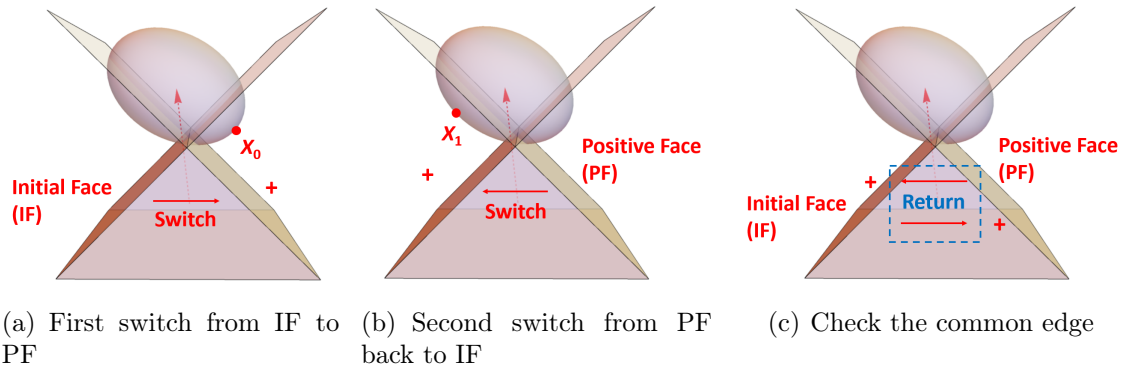 X0
Initial Face
(IF)
+
Switch
(a) First switch from IF to
PF
X1
Positive Face
(PF)
+
Switch
(b) Second switch from PF
back to IF
Positive Face
(PF)
+
Initial Face
(IF)
Return
+
(c) Check the common edge